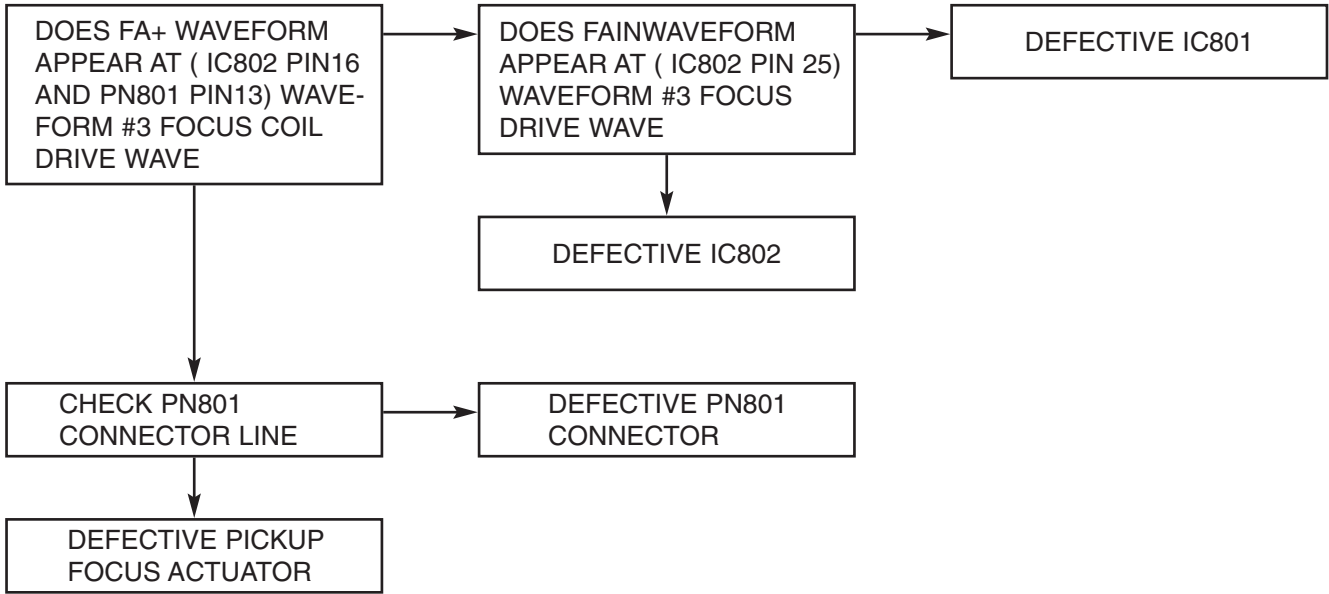 DOES FA+ WAVEFORM
APPEAR AT ( IC802 PIN16
AND PN801 PIN13) WAVE-
FORM #3 FOCUS COIL
DRIVE WAVE
DOES FAINWAVEFORM
APPEAR AT ( IC802 PIN 25)
WAVEFORM #3 FOCUS
DRIVE WAVE
DEFECTIVE IC801
DEFECTIVE IC802
CHECK PN801
CONNECTOR LINE
DEFECTIVE PN801
CONNECTOR
DEFECTIVE PICKUP
FOCUS ACTUATOR